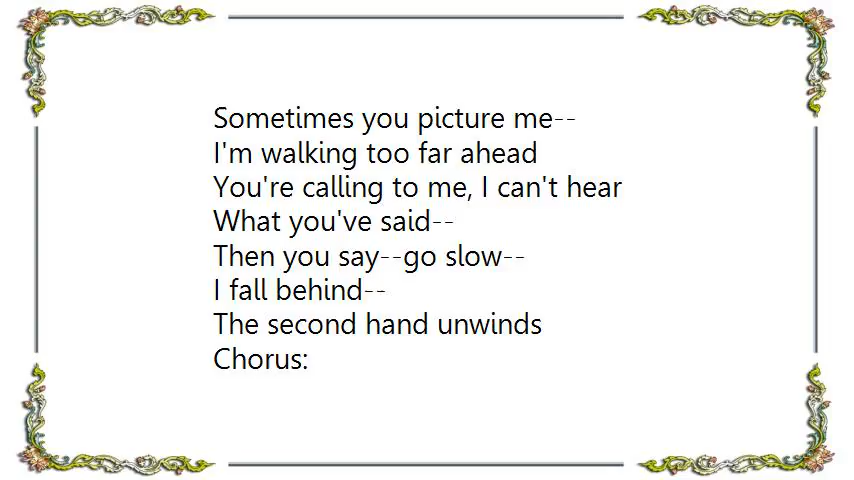 Sometimes you picture me--
I'm walking too far ahead
You're calling to me, I can't hear
What you've said--
Then you say--go slow--
I fall behind--
The second hand unwinds
Chorus: